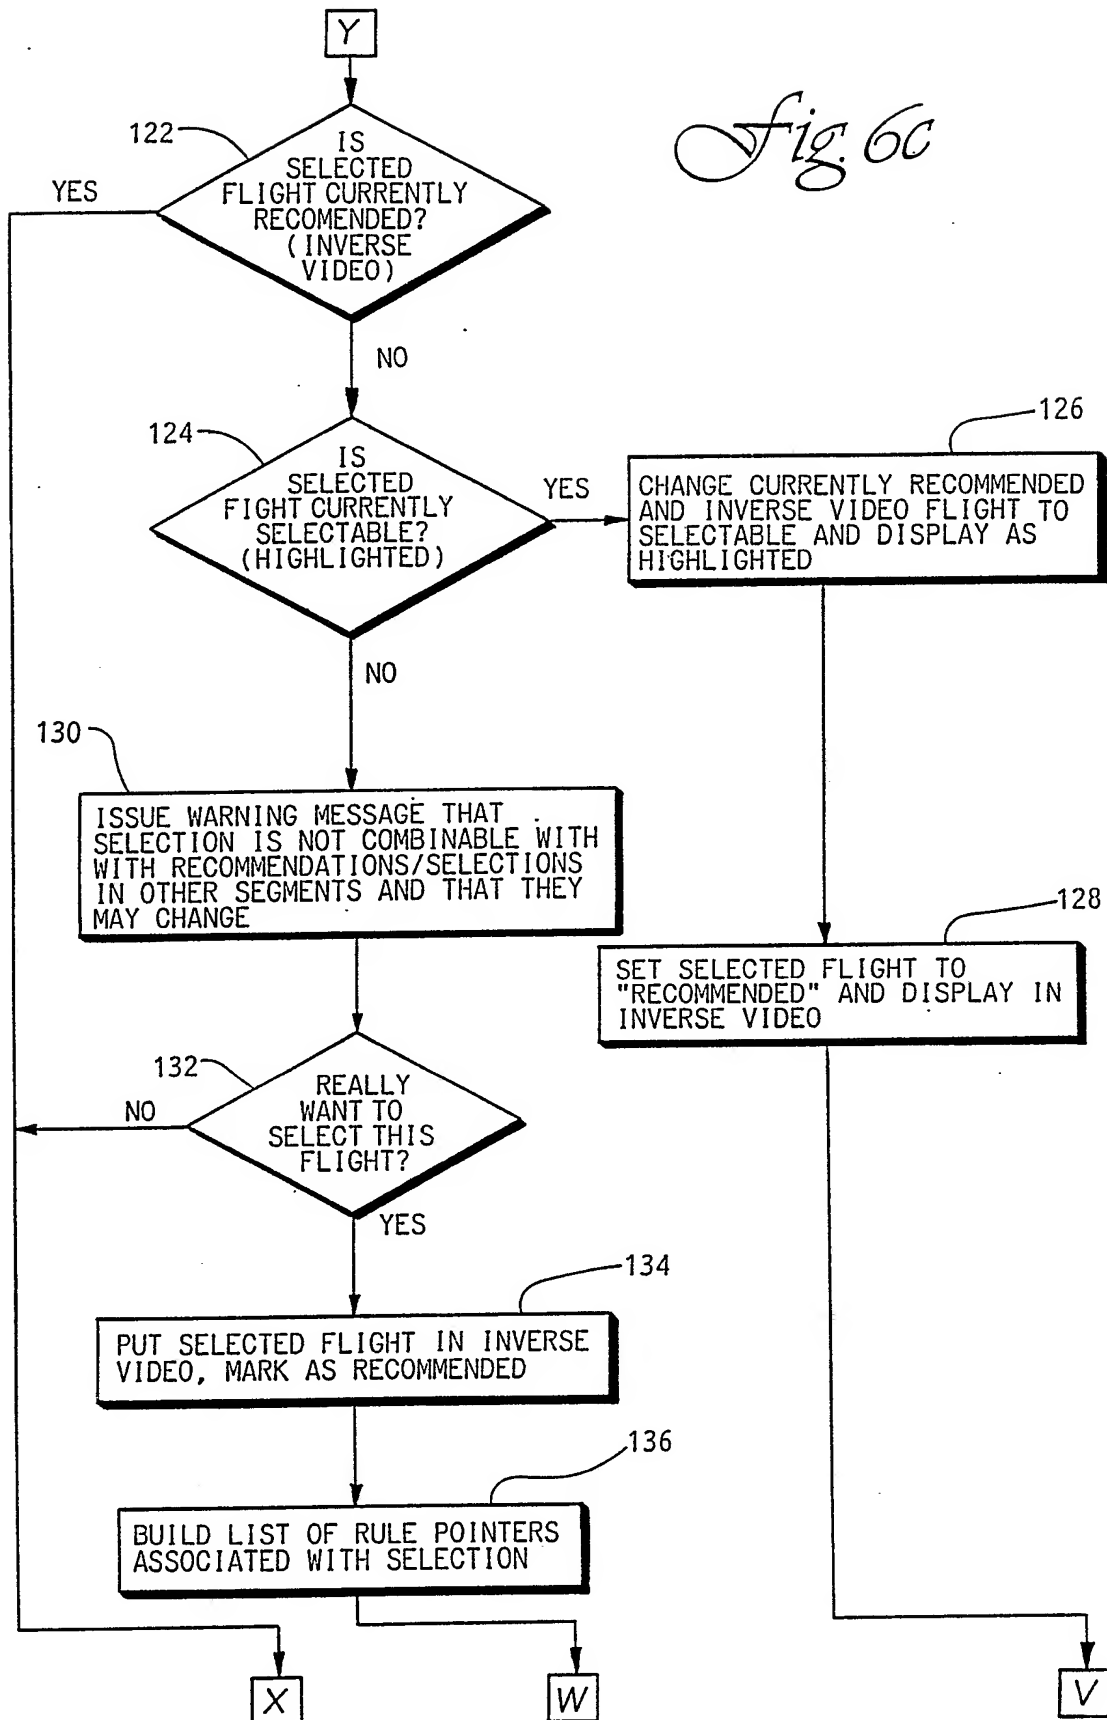 Y
Fig. 6c
122
IS
SELECTED
FLIGHT CURRENTLY
RECOMENDED?
(INVERSE
VIDEO)
YES
NO
124
IS
SELECTED
FIGHT CURRENTLY
SELECTABLE?
(HIGHLIGHTED)
YES
126
CHANGE CURRENTLY RECOMMENDED
AND INVERSE VIDEO FLIGHT TO
SELECTABLE AND DISPLAY AS
HIGHLIGHTED
NO
130
ISSUE WARNING MESSAGE THAT
SELECTION IS NOT COMBINABLE WITH
WITH RECOMMENDATIONS/SELECTIONS
IN OTHER SEGMENTS AND THAT THEY
MAY CHANGE
128
SET SELECTED FLIGHT TO
"RECOMMENDED" AND DISPLAY IN
INVERSE VIDEO
132
REALLY
WANT TO
SELECT THIS
FLIGHT?
NO
YES
134
PUT SELECTED FLIGHT IN INVERSE
VIDEO, MARK AS RECOMMENDED
136
BUILD LIST OF RULE POINTERS
ASSOCIATED WITH SELECTION
X
W
V